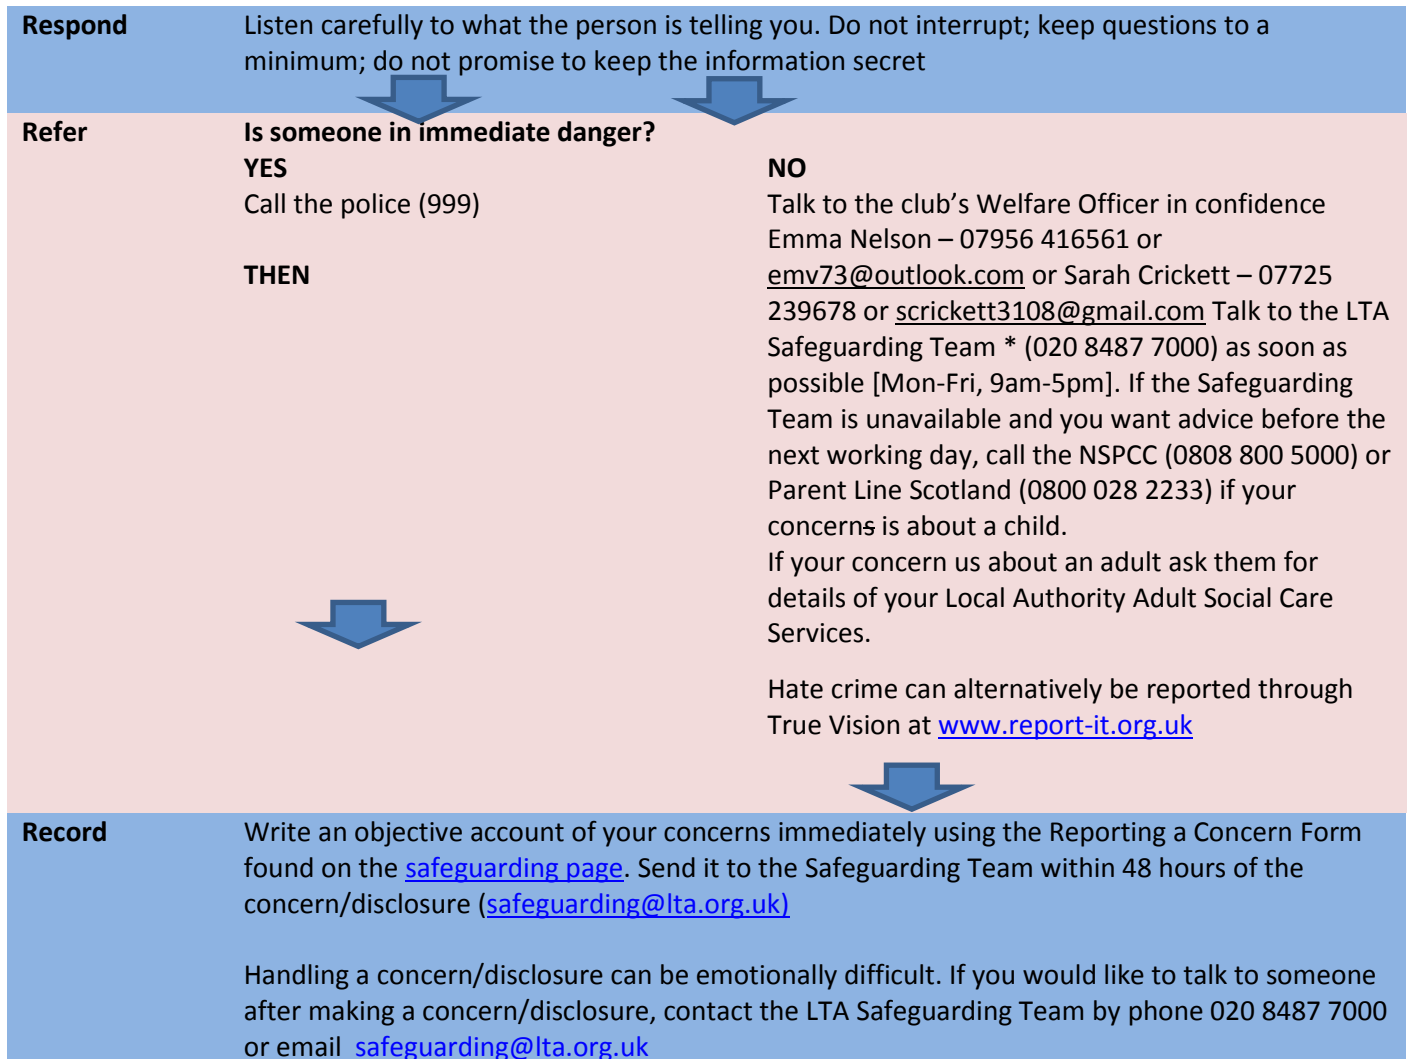 Respond
Listen carefully to what the person is telling you. Do not interrupt; keep questions to a
minimum; do not promise to keep the information secret
Refer
Is someone in immediate danger?
YES
Call the police (999)
THEN
NO
Talk to the club’s Welfare Officer in confidence
Emma Nelson – 07956 416561 or
emv73@outlook.com or Sarah Crickett – 07725
239678 or scrickett3108@gmail.com Talk to the LTA
Safeguarding Team * (020 8487 7000) as soon as
possible [Mon-Fri, 9am-5pm]. If the Safeguarding
Team is unavailable and you want advice before the
next working day, call the NSPCC (0808 800 5000) or
Parent Line Scotland (0800 028 2233) if your
concerns is about a child.
If your concern us about an adult ask them for
details of your Local Authority Adult Social Care
Services.
Hate crime can alternatively be reported through
True Vision at www.report-it.org.uk
Record
Write an objective account of your concerns immediately using the Reporting a Concern Form
found on the safeguarding page. Send it to the Safeguarding Team within 48 hours of the
concern/disclosure (safeguarding@lta.org.uk)
Handling a concern/disclosure can be emotionally difficult. If you would like to talk to someone
after making a concern/disclosure, contact the LTA Safeguarding Team by phone 020 8487 7000
or email safeguarding@lta.org.uk